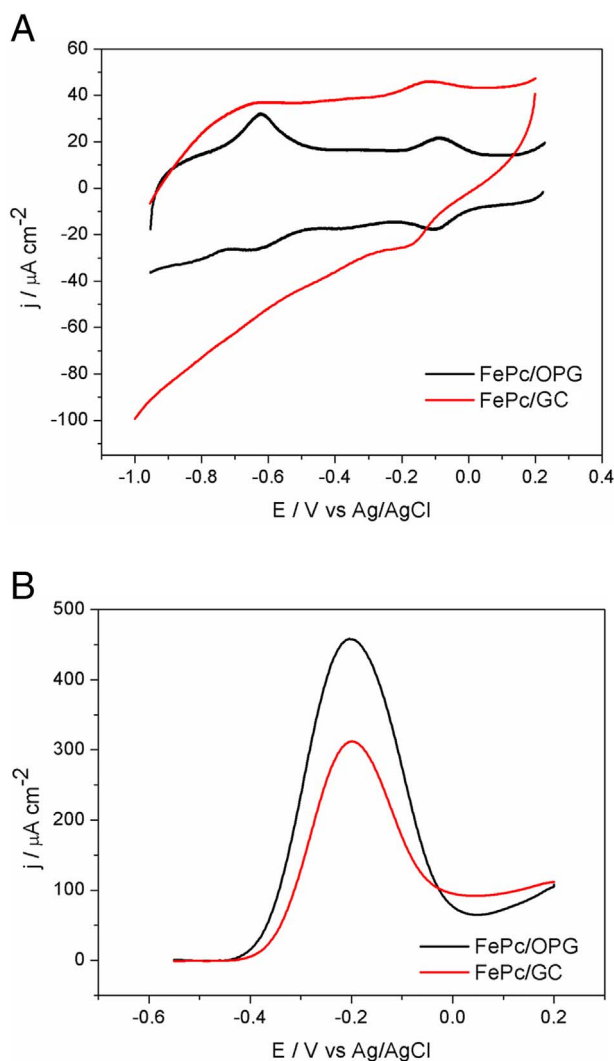 A
60
40
20
0
-20
-40
-60
-80
-100
j / μA cm-2
-1.0 -0.8 -0.6 -0.4 -0.2 0.0 0.2 0.4
E / V vs Ag/AgCl
FePc/OPG
FePc/GC
B
500
400
300
200
100
0
j / μA cm-2
-0.6 -0.4 -0.2 0.0 0.2
E / V vs Ag/AgCl
FePc/OPG
FePc/GC